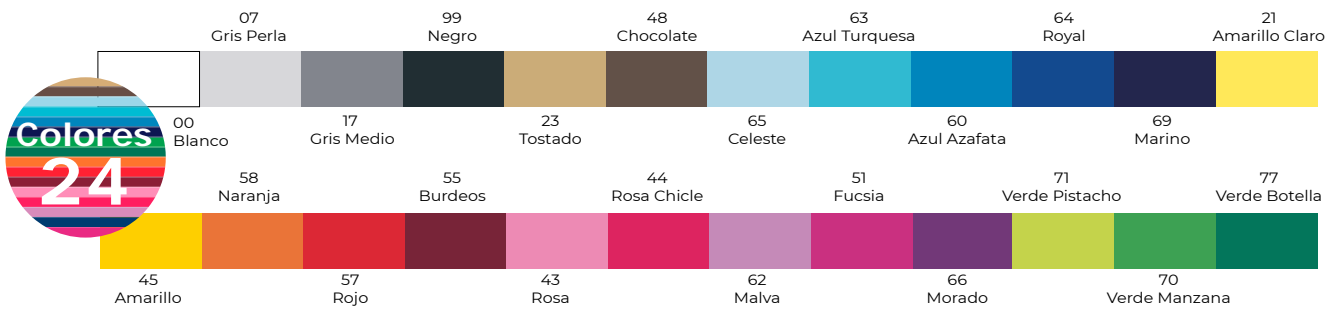 07
Gris Perla
99
Negro
48
Chocolate
63
Azul Turquesa
64
Royal
21
Amarillo Claro
Colores
24
00
Blanco
17
Gris Medio
23
Tostado
65
Celeste
60
Azul Azafata
69
Marino
58
Naranja
55
Burdeos
44
Rosa Chicle
51
Fucsia
71
Verde Pistacho
77
Verde Botella
45
Amarillo
57
Rojo
43
Rosa
62
Malva
66
Morado
70
Verde Manzana